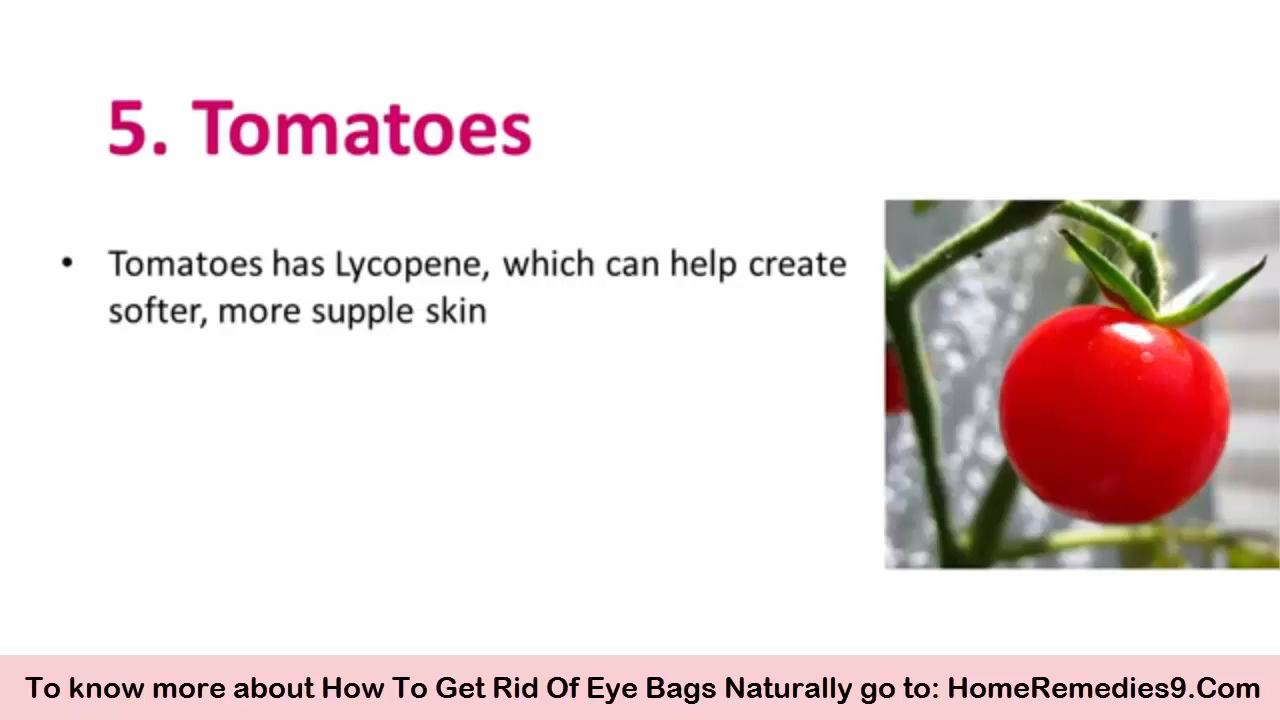 5. Tomatoes
• Tomatoes has Lycopene, which can help create
softer, more supple skin
To know more about How To Get Rid Of Eye Bags Naturally go to: HomeRemedies9.Com